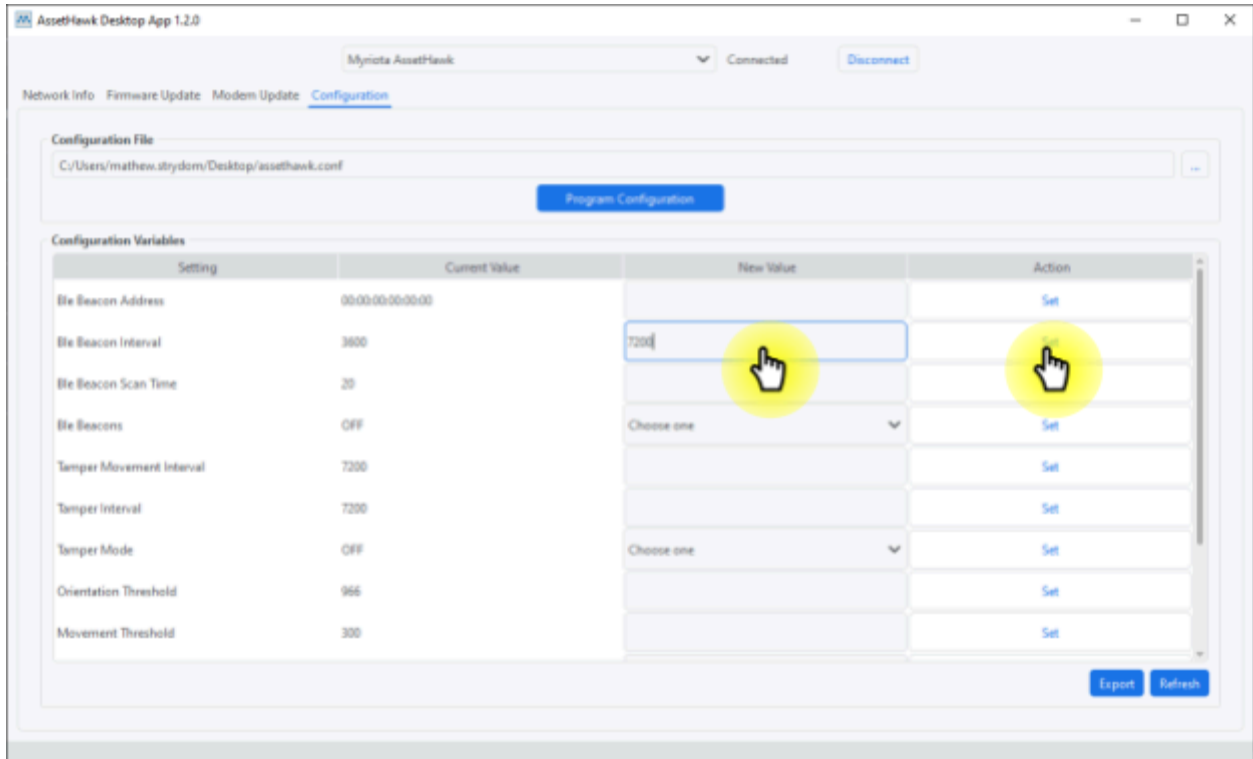 AssetHawk Desktop App 1.2.0
Myriota AssetHawk Connected Disconnect
Network Info Firmware Update Modem Update Configuration
Configuration File
C:/Users/mathew.strydom/Desktop/assethawk.conf ...
Program Configuration
Configuration Variables
Setting Current Value New Value Action
Ble Beacon Address 00:00:00:00:00:00 Set
Ble Beacon Interval 3600 7200 Set
Ble Beacon Scan Time 20
Ble Beacons OFF Choose one Set
Tamper Movement Interval 7200 Set
Tamper Interval 7200 Set
Tamper Mode OFF Choose one Set
Orientation Threshold 966 Set
Movement Threshold 300 Set
Export Refresh